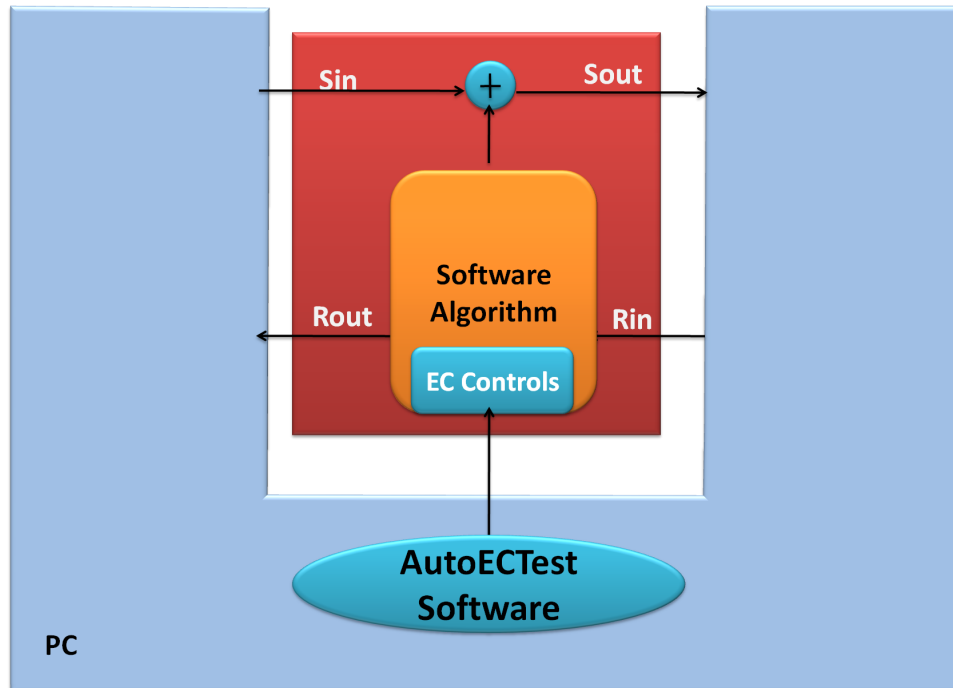 Sin
+
Sout
Software
Algorithm
Rout
Rin
EC Controls
AutoECTest
Software
PC